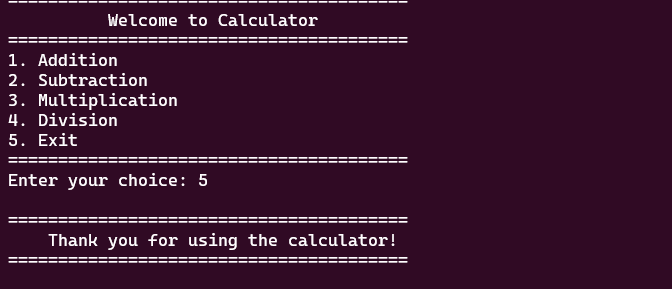 ========================================
          Welcome to Calculator
========================================
1. Addition
2. Subtraction
3. Multiplication
4. Division
5. Exit
========================================
Enter your choice: 5

========================================
    Thank you for using the calculator!
========================================